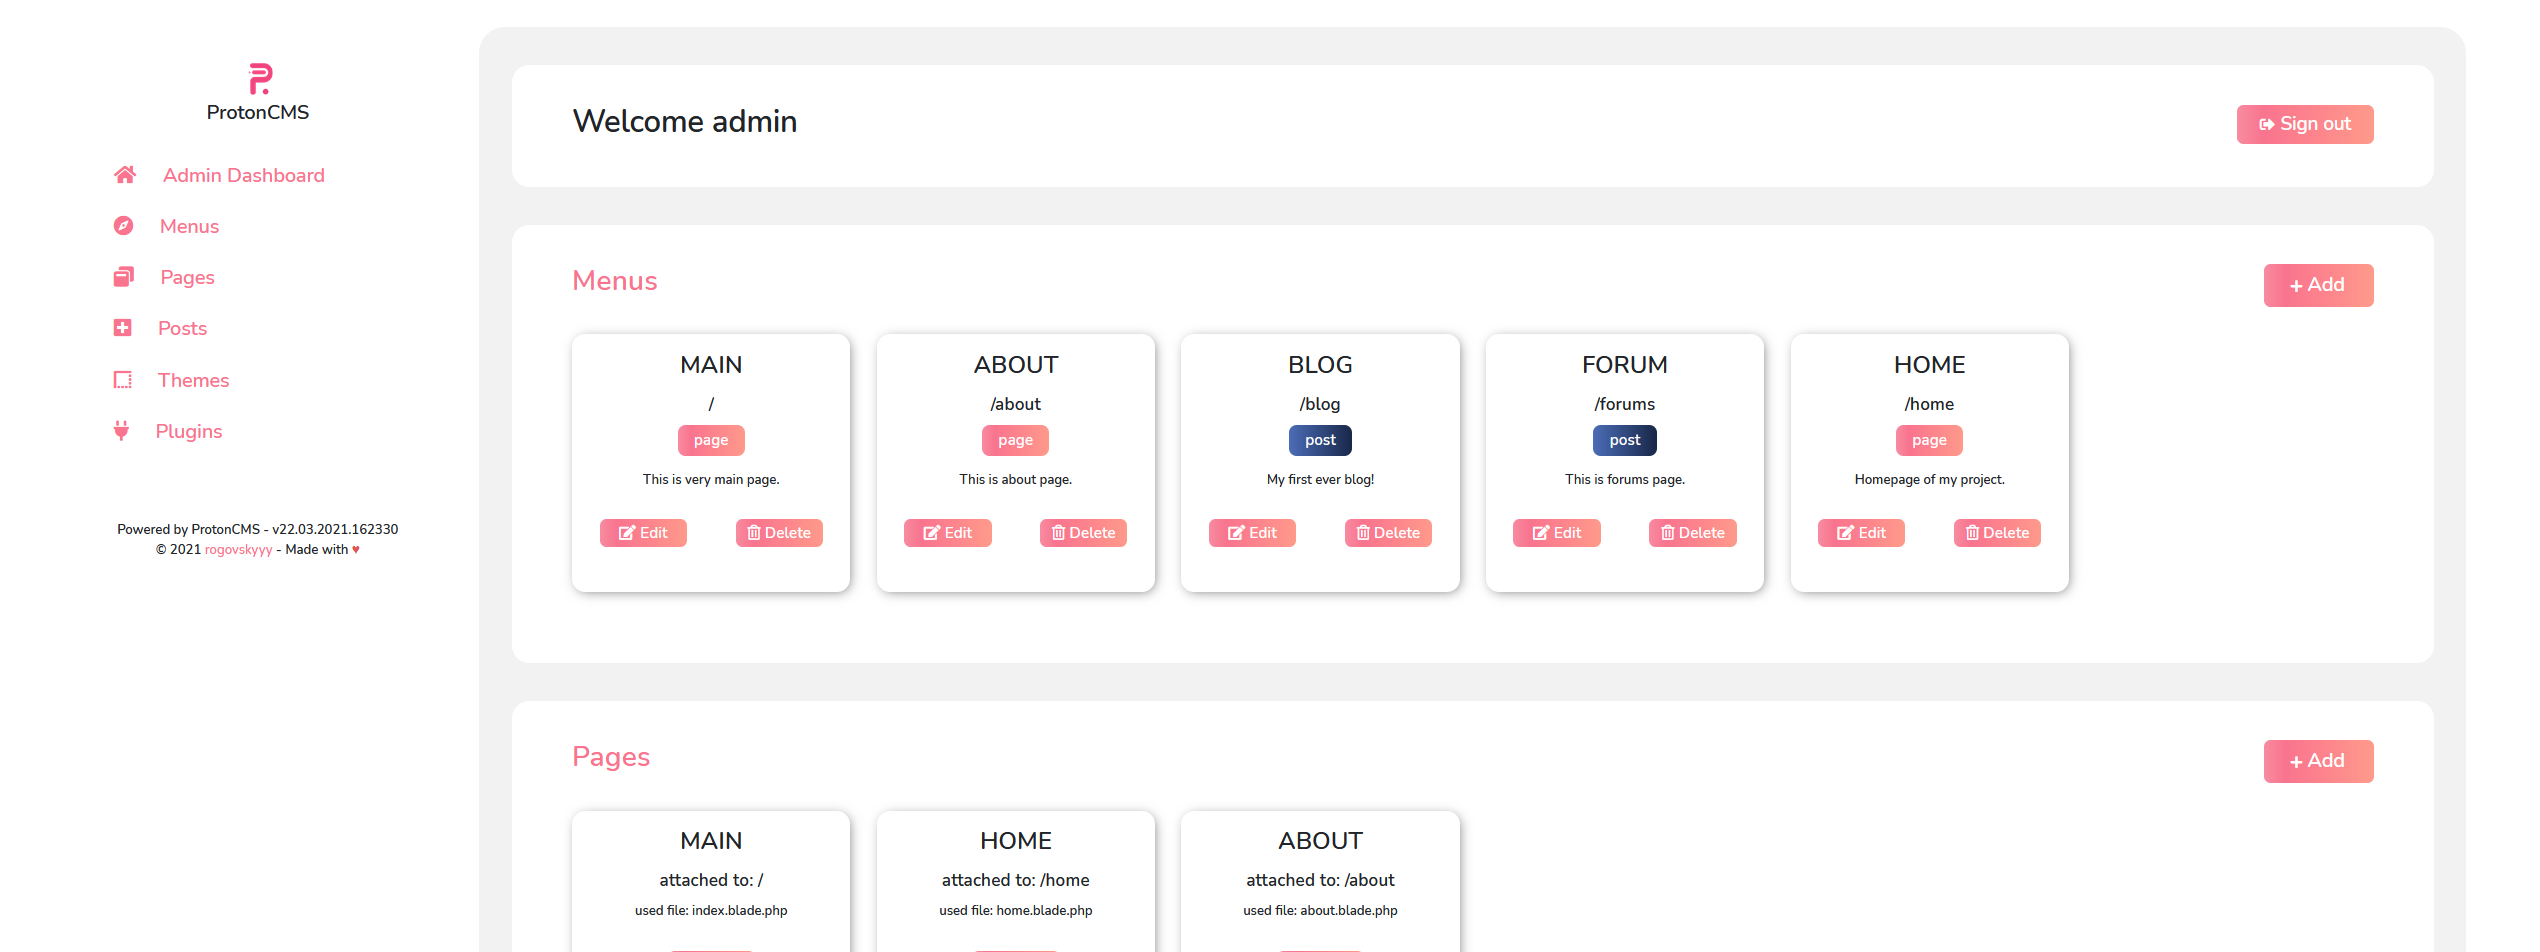 ProtonCMS
Admin Dashboard
Menus
Pages
Posts
Themes
Plugins
Powered by ProtonCMS - v22.03.2021.162330
© 2021 rogovskyyy - Made with ♥
Welcome admin
Sign out
Menus
+ Add
MAIN
/
page
This is very main page.
Edit Delete
ABOUT
/about
page
This is about page.
Edit Delete
BLOG
/blog
post
My first ever blog!
Edit Delete
FORUM
/forums
post
This is forums page.
Edit Delete
HOME
/home
page
Homepage of my project.
Edit Delete
Pages
+ Add
MAIN
attached to: /
used file: index.blade.php
HOME
attached to: /home
used file: home.blade.php
ABOUT
attached to: /about
used file: about.blade.php